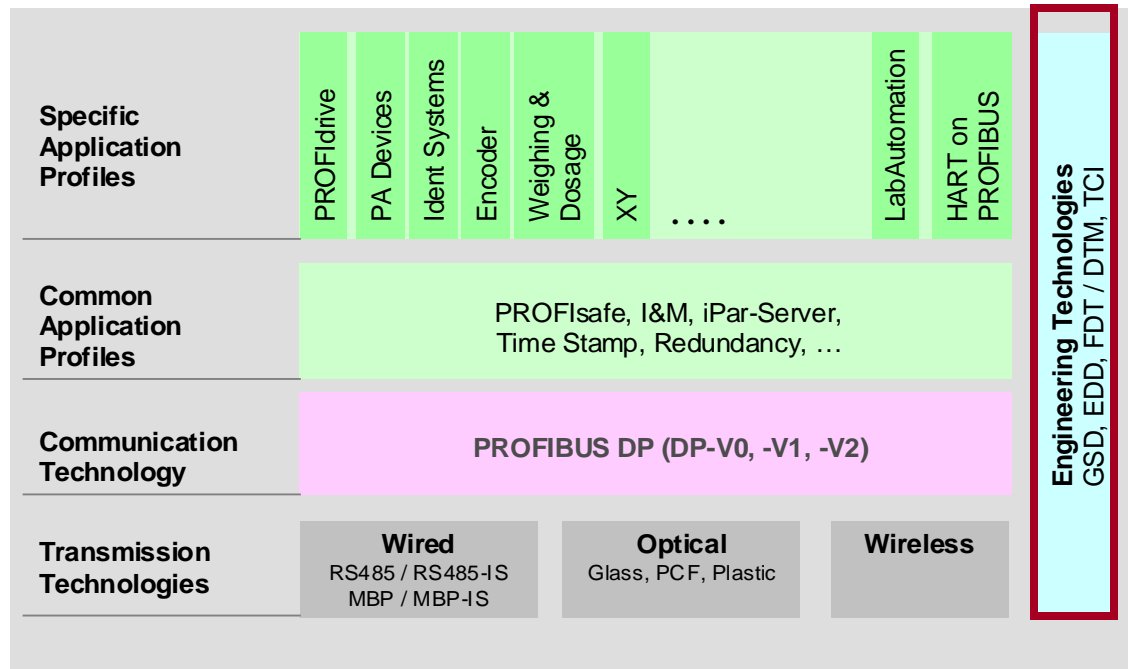 Specific
Application
Profiles
PROFIdrive
PA Devices
Ident Systems
Encoder
Weighing &
Dosage
XY
....
LabAutomation
HART on
PROFIBUS
Common
Application
Profiles
PROFIsafe, I&M, iPar-Server,
Time Stamp, Redundancy, ...
Communication
Technology
PROFIBUS DP (DP-V0, -V1, -V2)
Transmission
Technologies
Wired
RS485 / RS485-IS
MBP / MBP-IS
Optical
Glass, PCF, Plastic
Wireless
Engineering Technologies
GSD, EDD, FDT / DTM, TCI